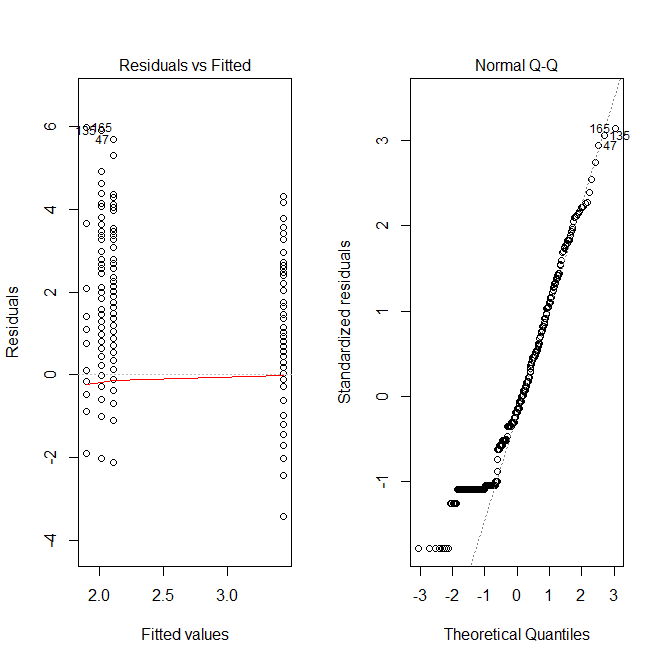 Residuals vs Fitted
Residuals
6
4
2
0
-2
-4
165
135
47
2.0 2.5 3.0
Fitted values
Normal Q-Q
Standardized residuals
3
2
1
0
-1
165
135
47
-3 -2 -1 0 1 2 3
Theoretical Quantiles